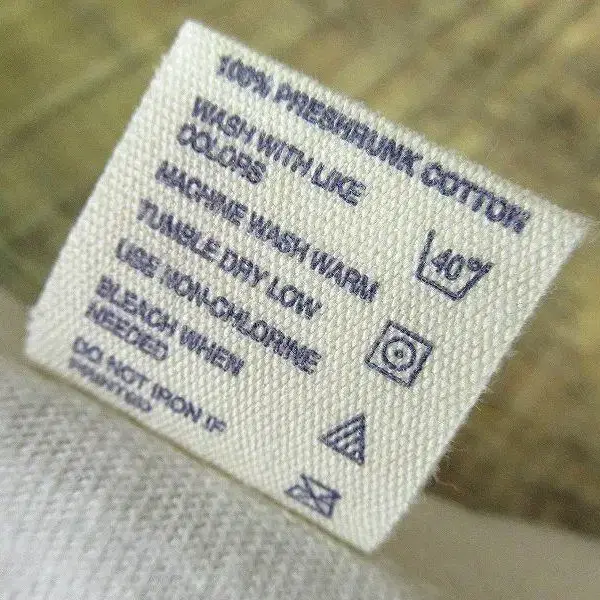 100% PRESHRUNK COTTON
WASH WITH LIKE
COLORS
MACHINE WASH WARM
40°
TUMBLE DRY LOW
USE NON-CHLORINE
BLEACH WHEN
NEEDED
DO NOT IRON IF
PRINTED